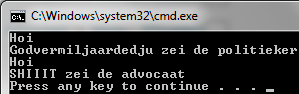 C:\Windows\system32\cmd.exe
Hoi
Godvermiljaardedju zei de politieker
Hoi
SHIIIT zei de advocaat
Press any key to continue . . .